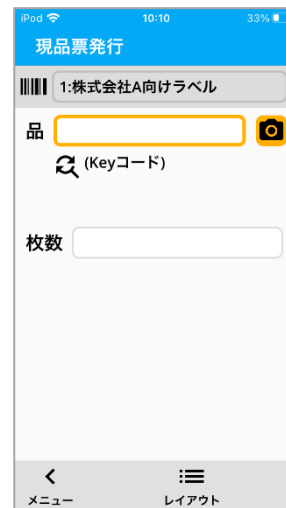 iPod 10:10 33%
現品票発行
1:株式会社A向けラベル
品
(Keyコード)
枚数
メニュー レイアウト